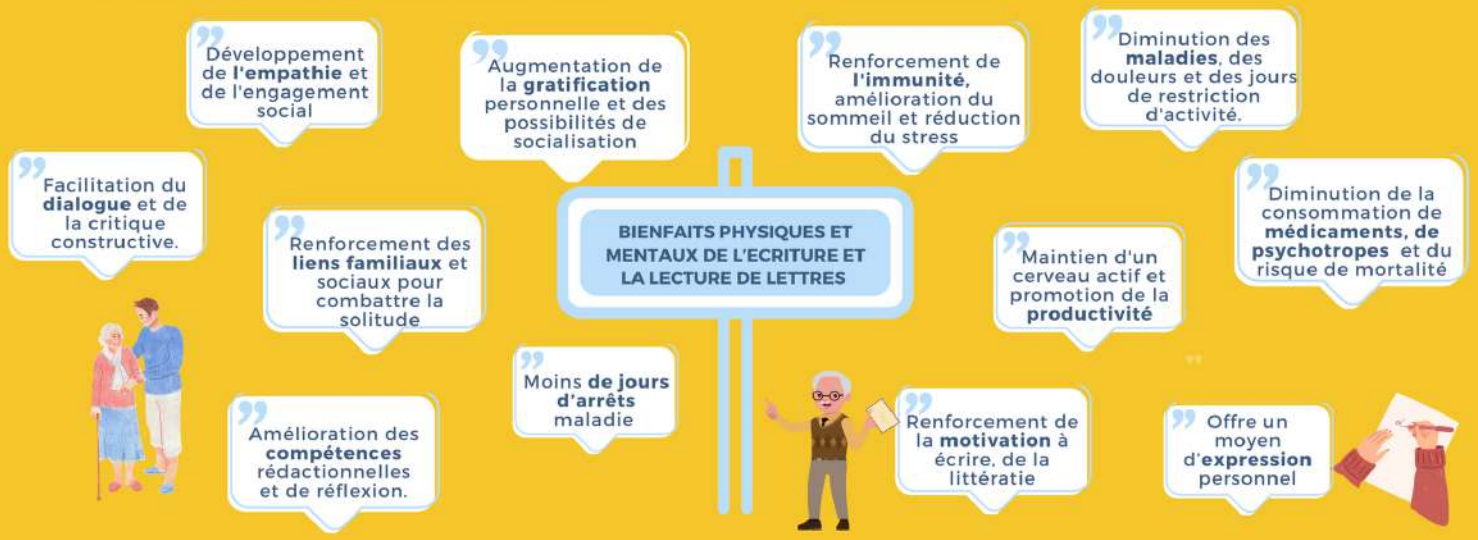 Développement
de l'empathie et
de l'engagement
social
Augmentation de
la gratification
personnelle et des
possibilités de
socialisation
Renforcement de
l'immunité,
amélioration du
sommeil et réduction
du stress
Diminution des
maladies, des
douleurs et des jours
de restriction
d'activité.
Facilitation du
dialogue et de
la critique
constructive.
Renforcement des
liens familiaux et
sociaux pour
combattre la
solitude
BIENFAITS PHYSIQUES ET
MENTAUX DE L'ECRITURE ET
LA LECTURE DE LETTRES
Maintien d'un
cerveau actif et
promotion de la
productivité
Diminution de la
consommation de
médicaments, de
psychotropes et du
risque de mortalité
Amélioration des
compétences
rédactionnelles
et de réflexion.
Moins de jours
d'arrêts
maladie
Renforcement de
la motivation à
écrire, de la
littératie
Offre un
moyen
d'expression
personnel